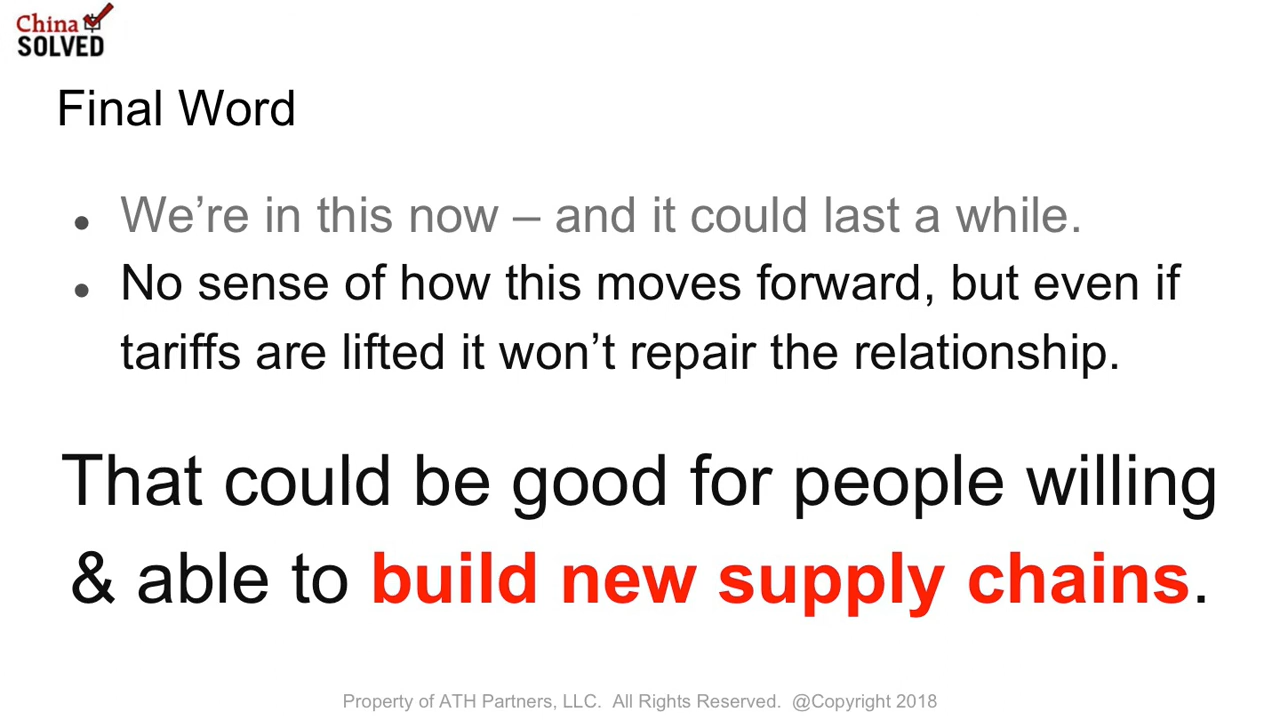 China
SOLVED
Final Word
● We’re in this now – and it could last a while.
● No sense of how this moves forward, but even if
tariffs are lifted it won’t repair the relationship.
That could be good for people willing
& able to build new supply chains.
Property of ATH Partners, LLC.  All Rights Reserved.  @Copyright 2018